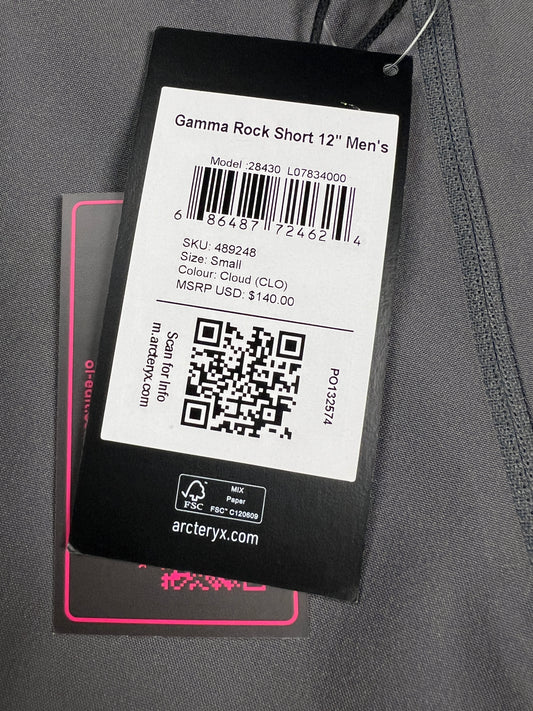 Gamma Rock Short 12" Men's
Model :28430 L07834000
6 86487 72462 4
SKU: 489248
Size: Small
Colour: Cloud (CLO)
MSRP USD: $140.00
Scan for Info
m.arcteryx.com
PO132574
FSC
MIX
Paper
FSC™ C120609
arcteryx.com